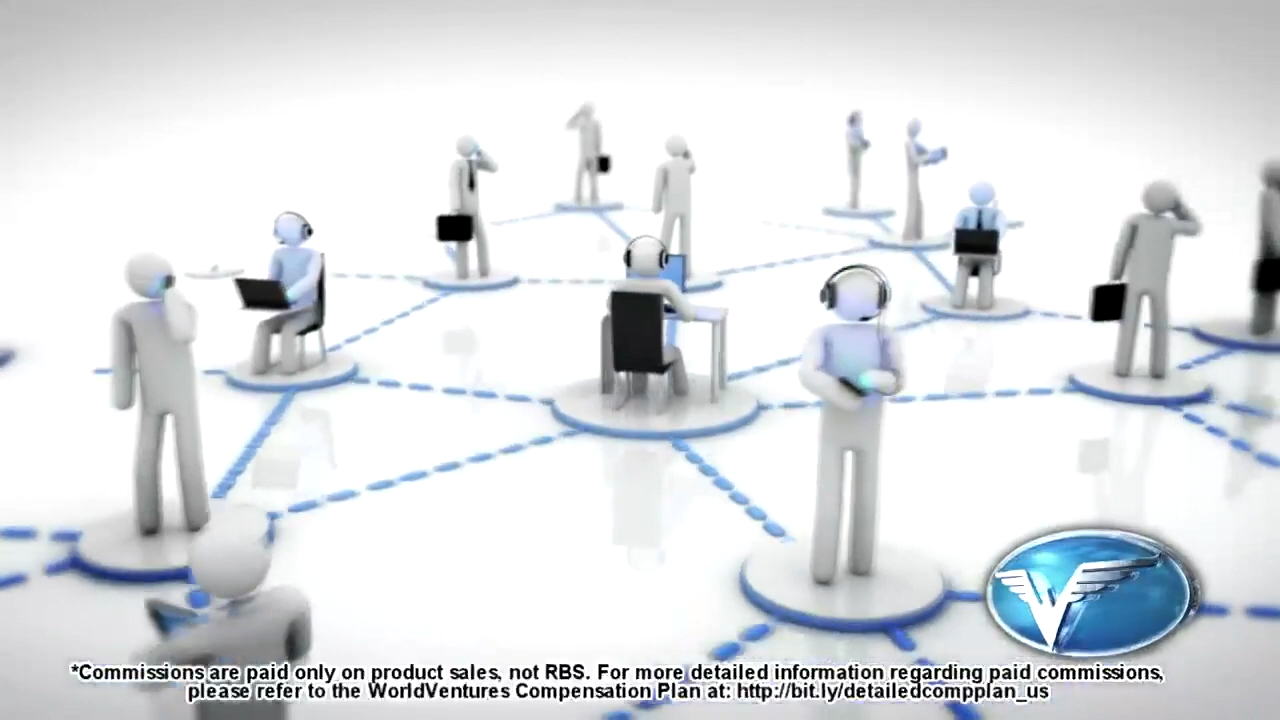 *Commissions are paid only on product sales, not RBS. For more detailed information regarding paid commissions,
please refer to the WorldVentures Compensation Plan at: http://bit.ly/detailedcompplan_us